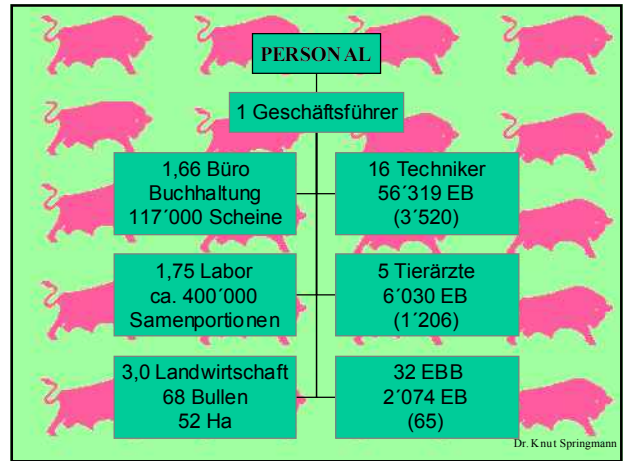 PERSONAL
1 Geschäftsführer
1,66 Büro
Buchhaltung
117´000 Scheine
16 Techniker
56´319 EB
(3´520)
1,75 Labor
ca. 400´000
Samenportionen
5 Tierärzte
6´030 EB
(1´206)
3,0 Landwirtschaft
68 Bullen
52 Ha
32 EBB
2´074 EB
(65)
Dr. Knut Springmann